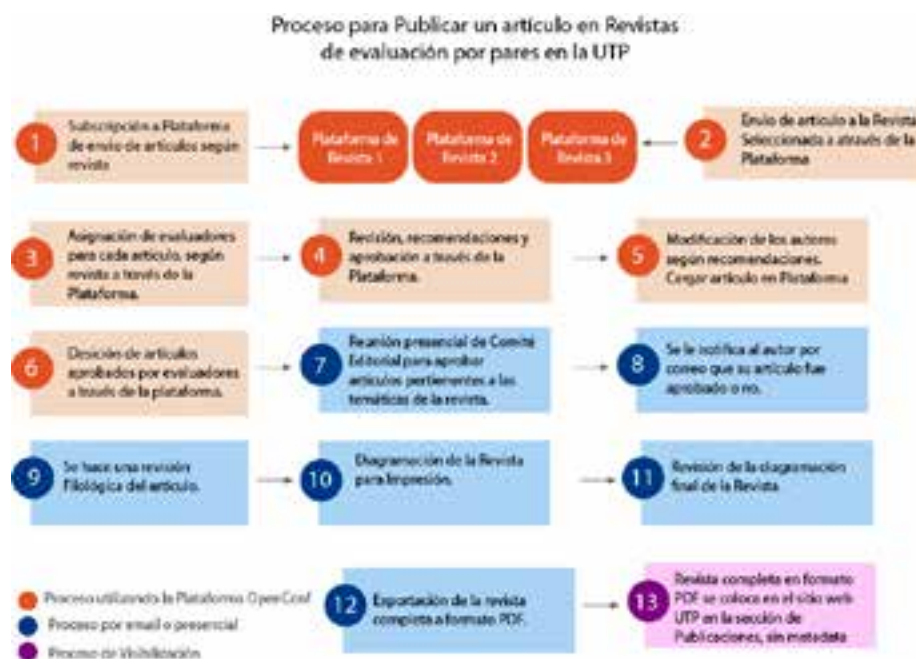 Proceso para Publicar un artículo en Revistas
de evaluación por pares en la UTP
1
Subscripción a Plataforma
de envio de artículos según
revista
Plataforma de
Revista 1
Plataforma de
Revista 2
Plataforma de
Revista 3
2
Envio de artículo a la Revista
Seleccionada a através de la
Plataforma
3
Asignación de evaluadores
para cada artículo, según
revista a través de la
Plataforma.
4
Revisión, recomendaciones y
aprobación a través de la
Plataforma.
5
Modificación de los autores
según recomendaciones.
Cargar artículo en Plataforma
6
Desición de artículos
aprobados por evaluadores
a través de la plataforma.
7
Reunión presencial de Comité
Editorial para aprobar
artículos pertienentes a las
temáticas de la revista.
8
Se le notifica al autor por
correo que su artículo fue
aprobado o no.
9
Se hace una revisión
Filológica del artículo.
10
Diagramación de la Revista
para Impresión.
11
Revisión de la diagramación
final de la Revista
Proceso utilizando la Plataforma OpenConf
Proceso por email o presencial
Proceso de Visibilización
12
Exportación de la revista
completa a formato PDF.
13
Revista completa en formato
PDF se coloca en el sitio web
UTP en la sección de
Publicaciones, sin metadata